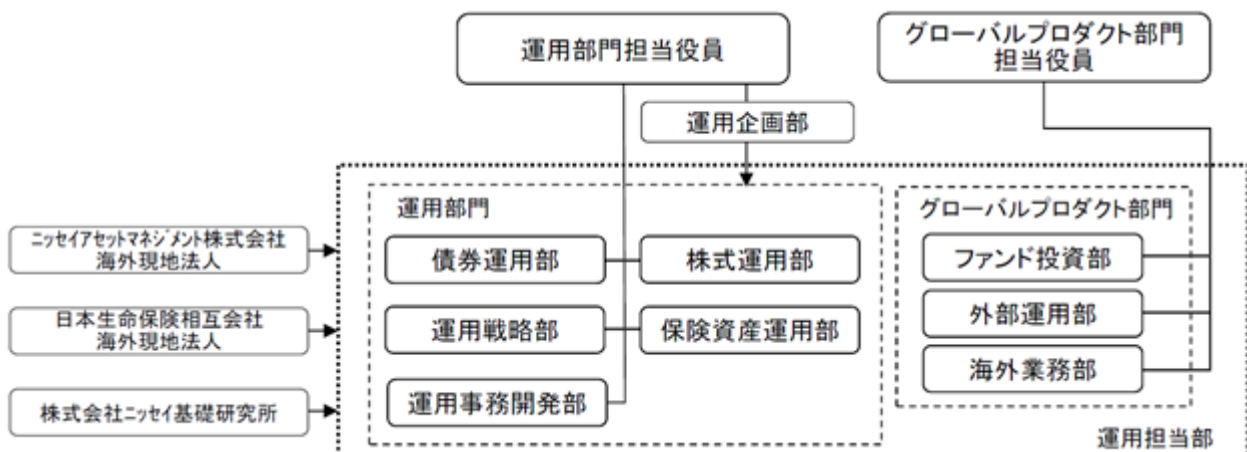 運用部門担当役員
グローバルプロダクト部門
担当役員
運用企画部
運用部門
グローバルプロダクト部門
ニッセイアセットマネジメント株式会社
海外現地法人
債券運用部
株式運用部
ファンド投資部
日本生命保険相互会社
海外現地法人
運用戦略部
保険資産運用部
外部運用部
海外業務部
株式会社ニッセイ基礎研究所
運用事務開発部
運用担当部